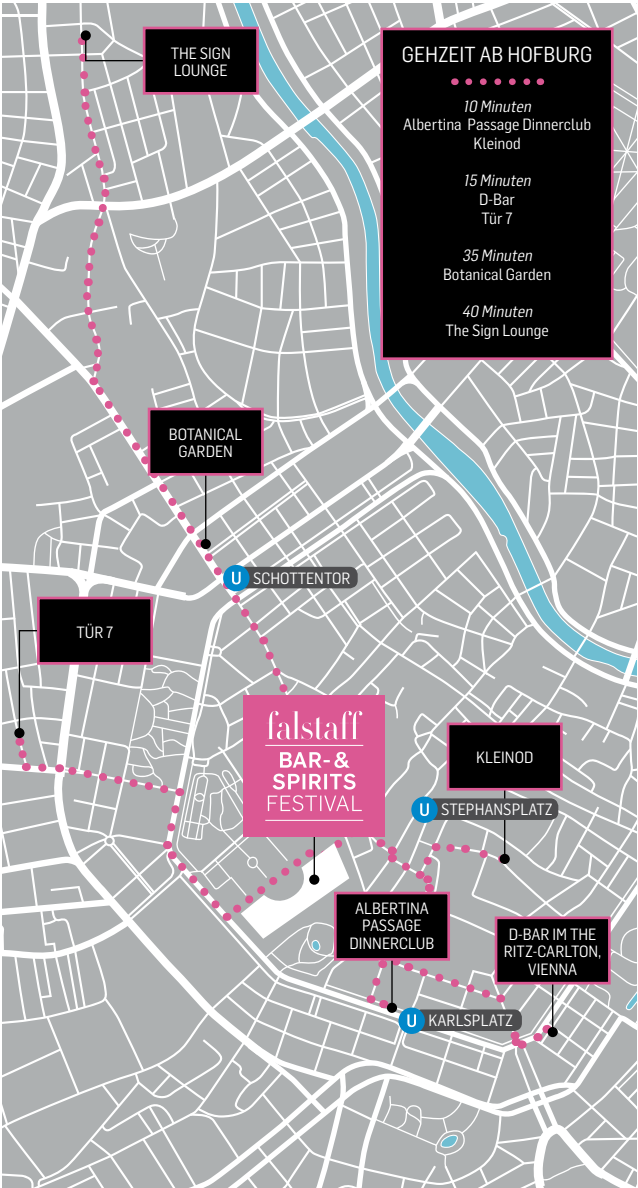 THE SIGN
LOUNGE
GEHZEIT AB HOFBURG
10 Minuten
Albertina Passage Dinnerclub
Kleinod
15 Minuten
D-Bar
Tür 7
35 Minuten
Botanical Garden
40 Minuten
The Sign Lounge
BOTANICAL
GARDEN
U SCHOTTENTOR
TÜR 7
falstaff
BAR- &
SPIRITS
FESTIVAL
KLEINOD
U STEPHANSPLATZ
ALBERTINA
PASSAGE
DINNERCLUB
D-BAR IM THE
RITZ-CARLTON,
VIENNA
U KARLSPLATZ